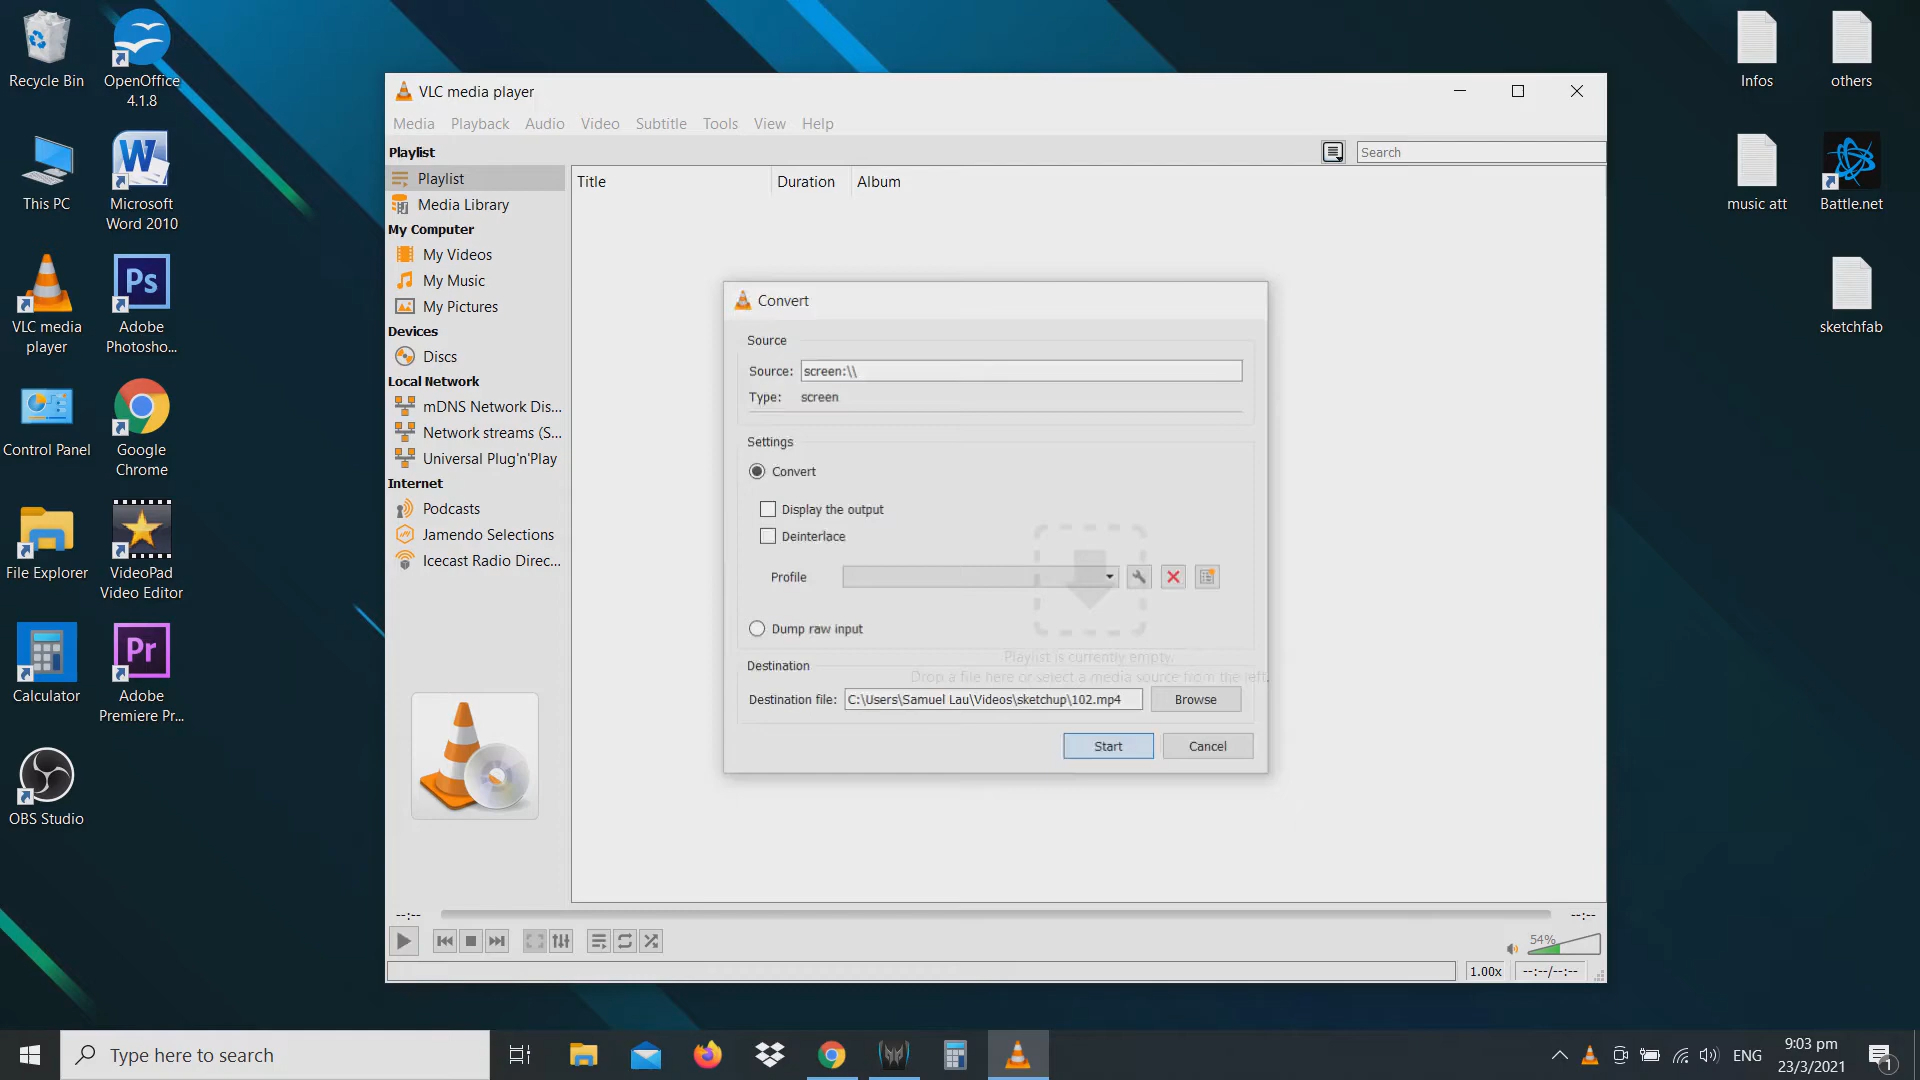 Recycle Bin
OpenOffice
4.1.8
This PC
Microsoft
Word 2010
VLC media
player
Adobe
Photosho...
Control Panel
Google
Chrome
File Explorer
VideoPad
Video Editor
Calculator
Adobe
Premiere Pr...
OBS Studio
Infos
others
music att
Battle.net
sketchfab
VLC media player
Media Playback Audio Video Subtitle Tools View Help
Playlist
Search
Playlist
Media Library
My Computer
My Videos
My Music
My Pictures
Devices
Discs
Local Network
mDNS Network Dis...
Network streams (S...
Universal Plug'n'Play
Internet
Podcasts
Jamendo Selections
Icecast Radio Direc...
Title Duration Album
Convert
Source
Source: screen:\\
Type: screen
Settings
Convert
Display the output
Deinterlace
Profile
Dump raw input
Playlist is currently empty.
Drop a file here or select a media source from the left.
Destination
Destination file: C:\Users\Samuel Lau\Videos\sketchup\102.mp4 Browse
Start Cancel
--:-- --:--
54%
1.00x --:--/--:--
Type here to search
ENG
9:03 pm
23/3/2021
1
Ps
Pr
W